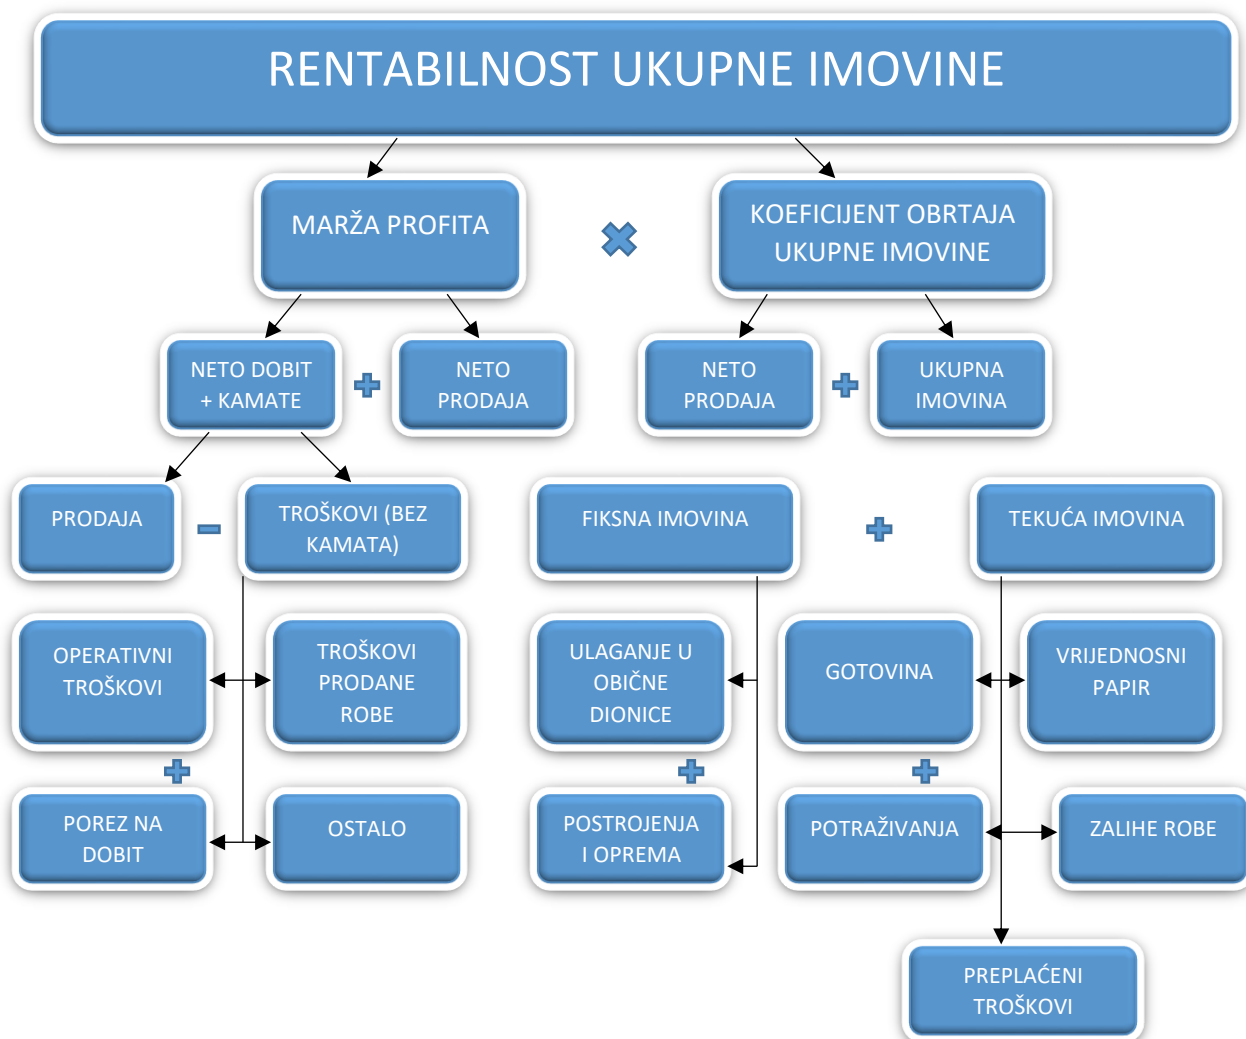 RENTABILNOST UKUPNE IMOVINE
MARŽA PROFITA
KOEFICIJENT OBRTAJA
UKUPNE IMOVINE
NETO DOBIT
+ KAMATE
NETO
PRODAJA
NETO
PRODAJA
UKUPNA
IMOVINA
PRODAJA
TROŠKOVI (BEZ
KAMATA)
FIKSNA IMOVINA
TEKUĆA IMOVINA
OPERATIVNI
TROŠKOVI
TROŠKOVI
PRODANE
ROBE
ULAGANJE U
OBIČNE
DIONICE
GOTOVINA
VRIJEDNOSNI
PAPIR
POREZ NA
DOBIT
OSTALO
POSTROJENJA
I OPREMA
POTRAŽIVANJA
ZALIHE ROBE
PREPLAĆENI
TROŠKOVI